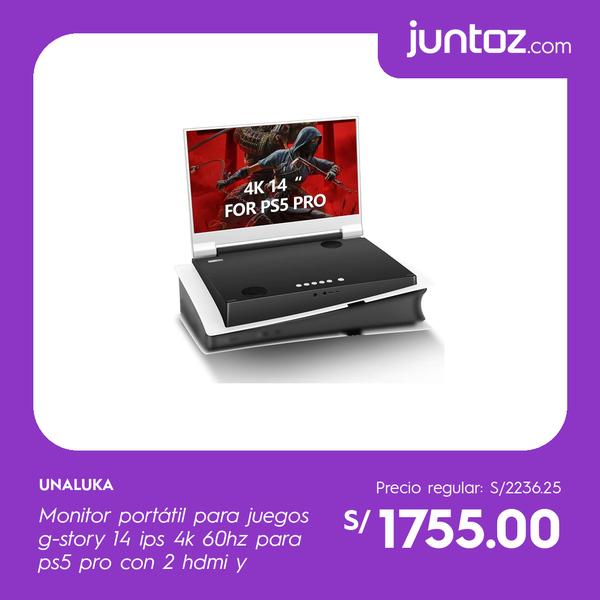 juntoz.com
4K 14 “
FOR PS5 PRO
UNALUKA
Monitor portátil para juegos
g-story 14 ips 4k 60hz para
ps5 pro con 2 hdmi y
Precio regular: S/2236.25
S/1755.00